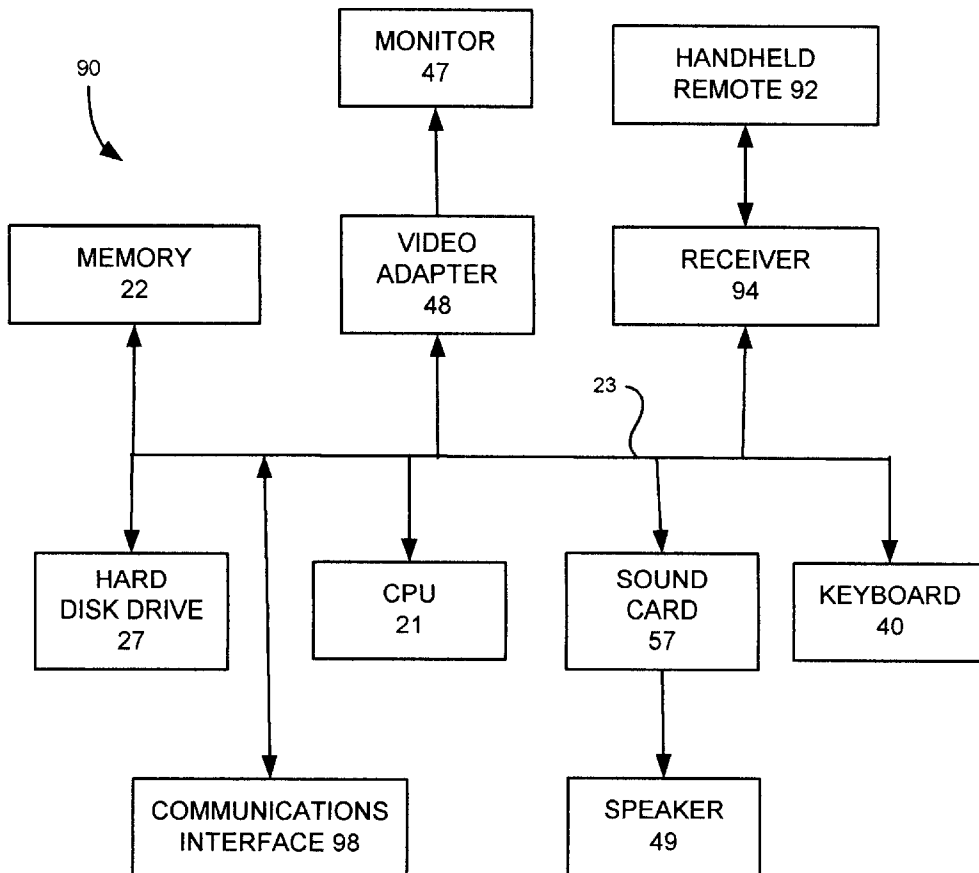 MONITOR
47
90
HANDHELD
REMOTE 92
MEMORY
22
VIDEO
ADAPTER
48
RECEIVER
94
23
HARD
DISK DRIVE
27
CPU
21
SOUND
CARD
57
KEYBOARD
40
COMMUNICATIONS
INTERFACE 98
SPEAKER
49